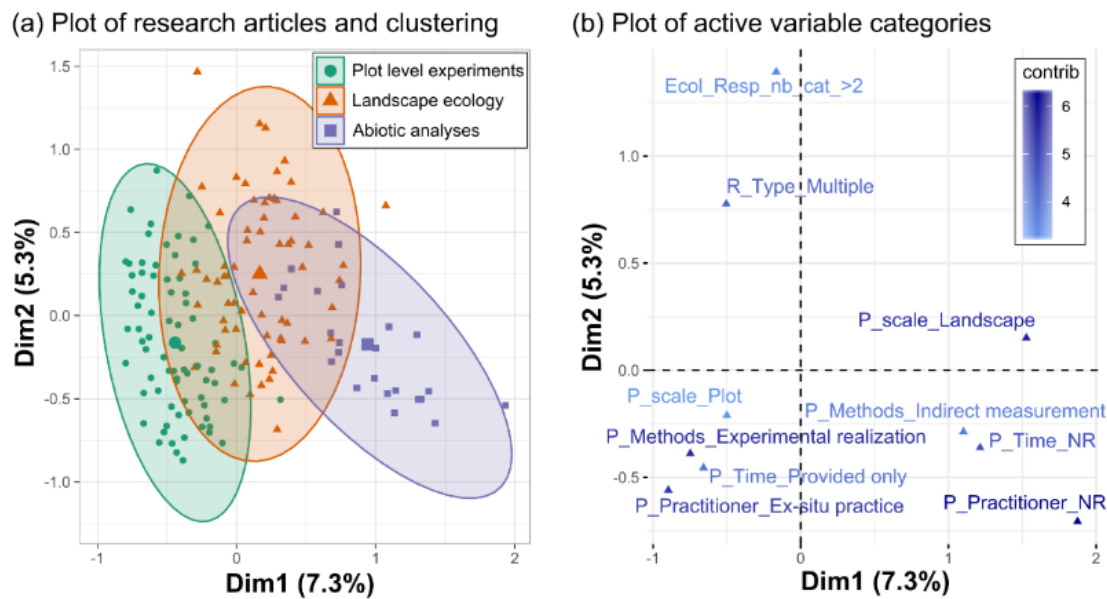 (a) Plot of research articles and clustering
Plot level experiments
Landscape ecology
Abiotic analyses
1.5
1.0
0.5
0.0
-0.5
-1.0
Dim2 (5.3%)
-1
0
1
2
Dim1 (7.3%)
(b) Plot of active variable categories
Ecol_Resp_nb_cat_>2
R_Type_Multiple
P_scale_Landscape
P_scale_Plot
P_Methods_Indirect measurement
P_Methods_Experimental realization
P_Time_NR
P_Time_Provided only
P_Practitioner_Ex-situ practice
P_Practitioner_NR
contrib
6
5
4
1.0
0.5
0.0
-0.5
Dim2 (5.3%)
-1
0
1
2
Dim1 (7.3%)